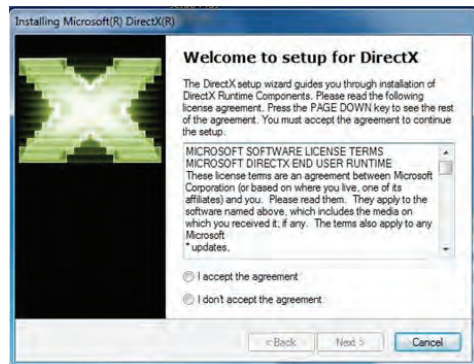 Installing Microsoft(R) DirectX(R)
Welcome to setup for DirectX
The DirectX setup wizard guides you through installation of
DirectX Runtime Components. Please read the following
license agreement. Press the PAGE DOWN key to see the rest
of the agreement. You must accept the agreement to continue
the setup.
MICROSOFT SOFTWARE LICENSE TERMS
MICROSOFT DIRECTX END USER RUNTIME
These license terms are an agreement between Microsoft
Corporation (or based on where you live, one of its
affiliates) and you. Please read them. They apply to the
software named above, which includes the media on
which you received it, if any. The terms also apply to any
Microsoft
* updates,
I accept the agreement
I don't accept the agreement
< Back Next > Cancel